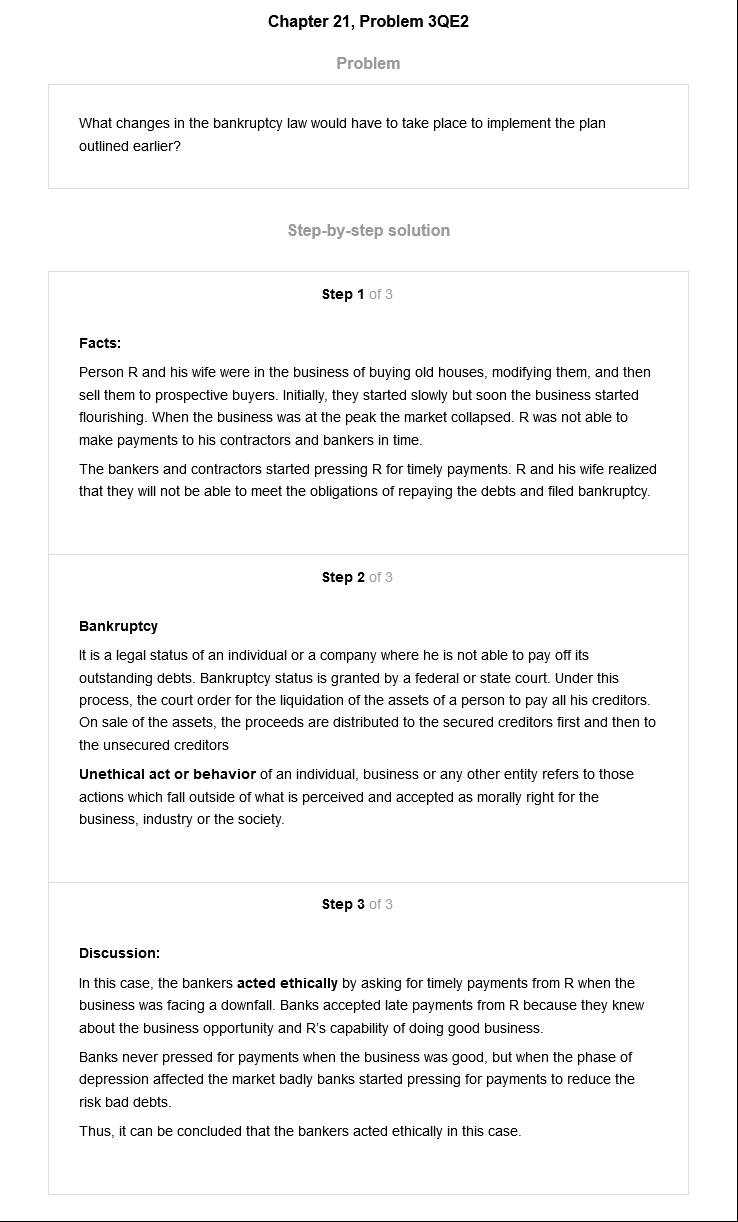 Chapter 21, Problem 3QE2
Problem
What changes in the bankruptcy law would have to take place to implement the plan
outlined earlier?
Step-by-step solution
Step 1 of 3
Facts:
Person R and his wife were in the business of buying old houses, modifying them, and then
sell them to prospective buyers. Initially, they started slowly but soon the business started
flourishing. When the business was at the peak the market collapsed. R was not able to
make payments to his contractors and bankers in time.
The bankers and contractors started pressing R for timely payments. R and his wife realized
that they will not be able to meet the obligations of repaying the debts and filed bankruptcy.
Step 2 of 3
Bankruptcy
It is a legal status of an individual or a company where he is not able to pay off its
outstanding debts. Bankruptcy status is granted by a federal or state court. Under this
process, the court order for the liquidation of the assets of a person to pay all his creditors.
On sale of the assets, the proceeds are distributed to the secured creditors first and then to
the unsecured creditors
Unethical act or behavior of an individual, business or any other entity refers to those
actions which fall outside of what is perceived and accepted as morally right for the
business, industry or the society.
Step 3 of 3
Discussion:
In this case, the bankers acted ethically by asking for timely payments from R when the
business was facing a downfall. Banks accepted late payments from R because they knew
about the business opportunity and R's capability of doing good business.
Banks never pressed for payments when the business was good, but when the phase of
depression affected the market badly banks started pressing for payments to reduce the
risk bad debts.
Thus, it can be concluded that the bankers acted ethically in this case.